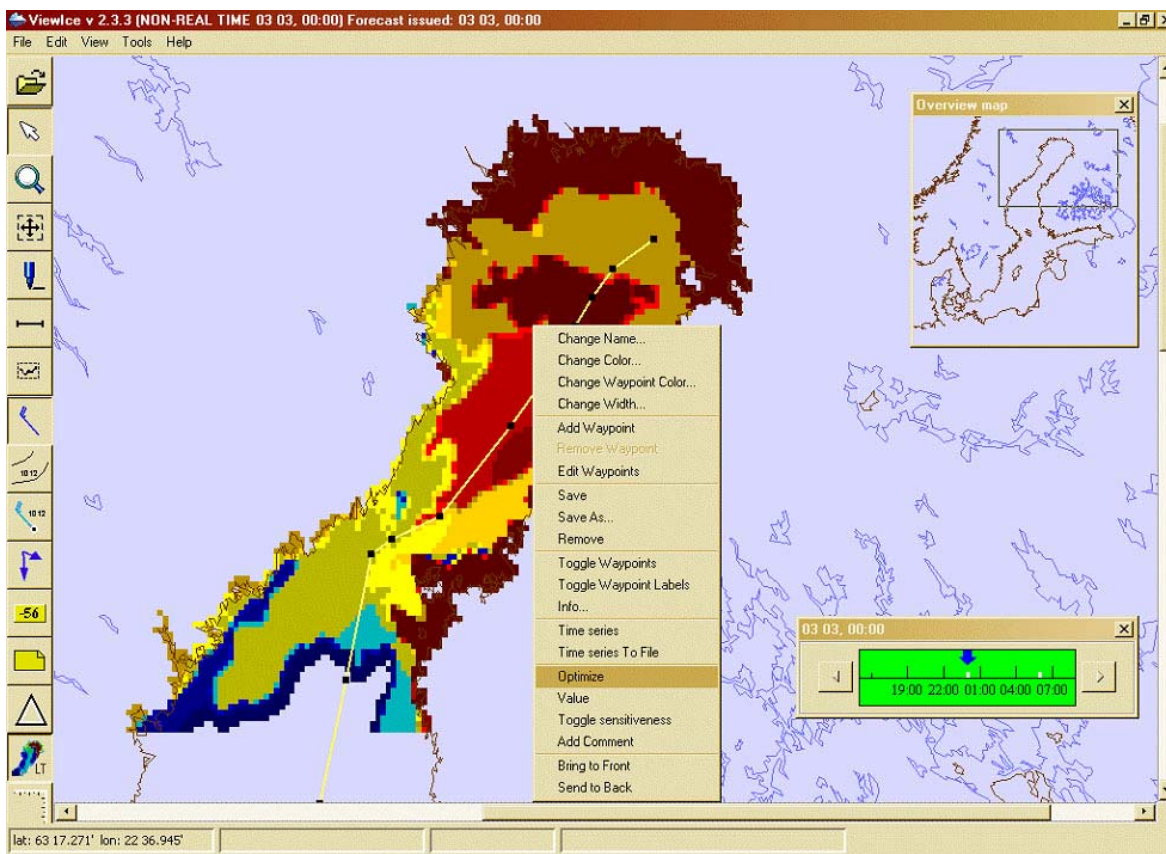 ViewIce v 2.3.3 (NON-REAL TIME 03 03, 00:00) Forecast issued: 03 03, 00:00
File Edit View Tools Help
Overview map
Change Name...
Change Color...
Change Waypoint Color...
Change Width...
Add Waypoint
Remove Waypoint
Edit Waypoints
Save
Save As...
Remove
Toggle Waypoints
Toggle Waypoint Labels
Info...
Time series
Time series To File
Optimize
Value
Toggle sensitiveness
Add Comment
Bring to Front
Send to Back
1012
1012
-56
LT
03 03, 00:00
19:00 22:00 01:00 04:00 07:00
lat: 63 17.271' lon: 22 36.945'